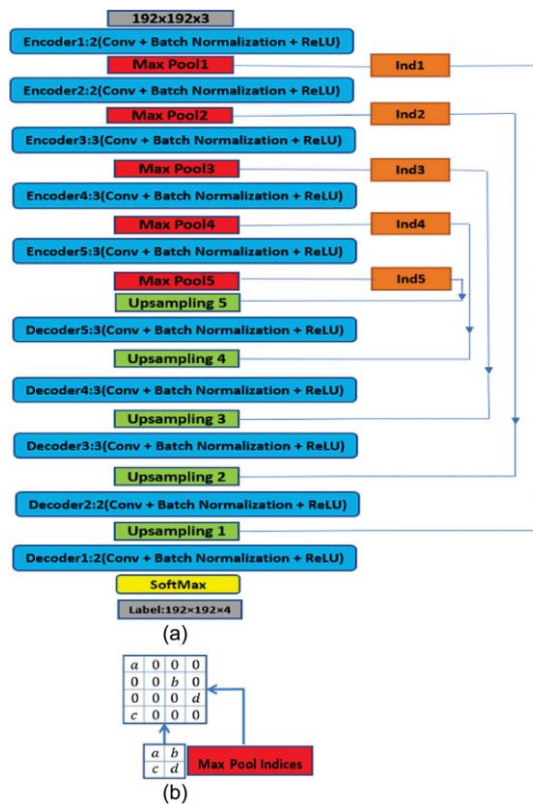 192x192x3
Encoder1:2(Conv + Batch Normalization + ReLU)
Max Pool1 Ind1
Encoder2:2(Conv + Batch Normalization + ReLU)
Max Pool2 Ind2
Encoder3:3(Conv + Batch Normalization + ReLU)
Max Pool3 Ind3
Encoder4:3(Conv + Batch Normalization + ReLU)
Max Pool4 Ind4
Encoder5:3(Conv + Batch Normalization + ReLU)
Max Pool5 Ind5
Upsampling 5
Decoder5:3(Conv + Batch Normalization + ReLU)
Upsampling 4
Decoder4:3(Conv + Batch Normalization + ReLU)
Upsampling 3
Decoder3:3(Conv + Batch Normalization + ReLU)
Upsampling 2
Decoder2:2(Conv + Batch Normalization + ReLU)
Upsampling 1
Decoder1:2(Conv + Batch Normalization + ReLU)
SoftMax
Label:192×192×4
(a)
a 0 0 0
0 0 b 0
0 0 0 d
c 0 0 0
a b
c d
Max Pool Indices
(b)